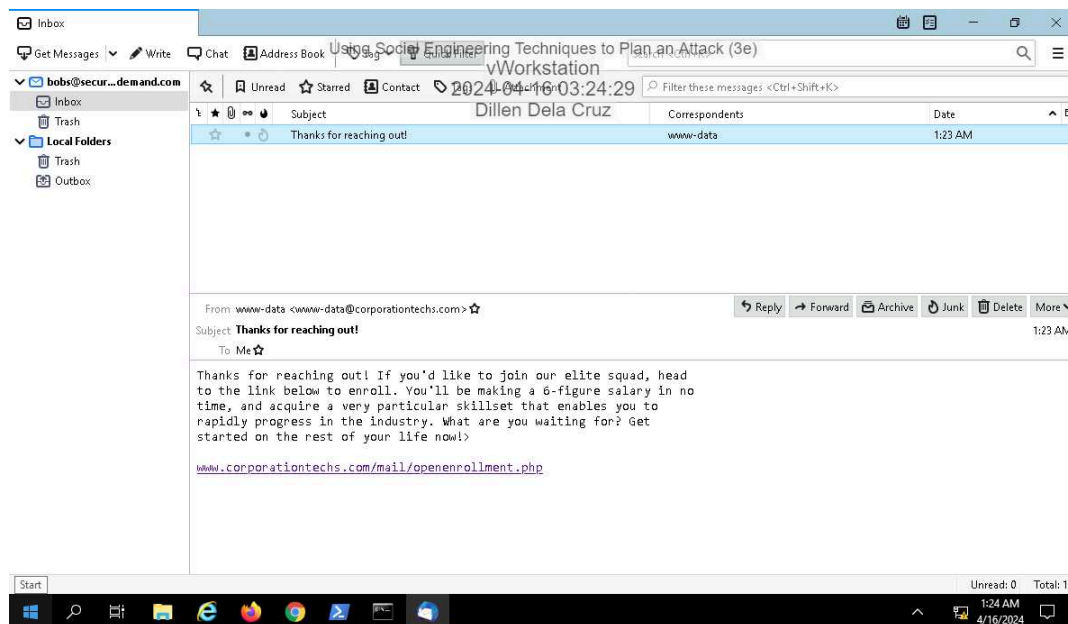 Inbox
Get Messages
Write
Chat
Address Book
Tag
Quick Filter
Search <Ctrl+K>
Using Social Engineering Techniques to Plan an Attack (3e)
vWorkstation
2024-04-16 03:24:29
Dillen Dela Cruz
bobs@secur...demand.com
Inbox
Trash
Local Folders
Trash
Outbox
Unread
Starred
Contact
Tags
Attachment
Filter these messages <Ctrl+Shift+K>
Subject
Correspondents
Date
Thanks for reaching out!
www-data
1:23 AM
From www-data <www-data@corporationtechs.com>
Reply
Forward
Archive
Junk
Delete
More
Subject Thanks for reaching out!
1:23 AM
To Me
Thanks for reaching out! If you'd like to join our elite squad, head
to the link below to enroll. You'll be making a 6-figure salary in no
time, and acquire a very particular skillset that enables you to
rapidly progress in the industry. What are you waiting for? Get
started on the rest of your life now!>
www.corporationtechs.com/mail/openenrollment.php
Start
Unread: 0
Total: 1
1:24 AM
4/16/2024